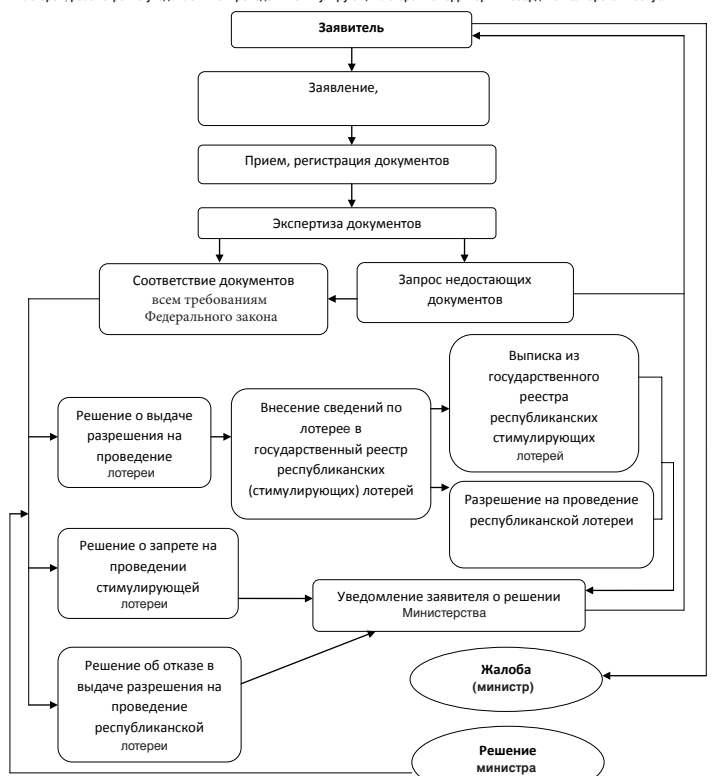 Заявитель
Заявление,
Прием, регистрация документов
Экспертиза документов
Соответствие документов
всем требованиям
Федерального закона
Запрос недостающих
документов
Решение о выдаче
разрешения на
проведение
лотереи
Внесение сведений по
лотерее в
государственный реестр
республиканских
(стимулирующих) лотерей
Выписка из
государственного
реестра
республиканских
стимулирующих
лотерей
Разрешение на проведение
республиканской лотереи
Решение о запрете на
проведении
стимулирующей
лотереи
Уведомление заявителя о решении
Министерства
Решение об отказе в
выдаче разрешения на
проведение
республиканской
лотереи
Жалоба
(министр)
Решение
министра